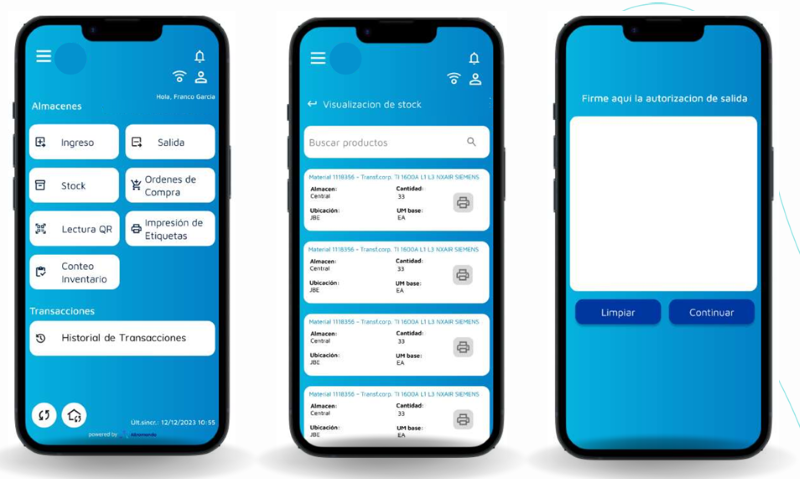 Hola, Franco Garcia
Almacenes
Ingreso
Salida
Stock
Ordenes de
Compra
Lectura QR
Impresión de
Etiquetas
Conteo
Inventario
Transacciones
Historial de Transacciones
Últ.sincr.: 12/12/2023 10:55
powered by
Visualizacion de stock
Buscar productos
Material 1118356 - Transf.corp. TI 1600A L1 L3 NXAIR SIEMENS
Almacen: Cantidad:
Central 33
Ubicación: UM base:
JBE EA
Material 1118356 - Transf.corp. TI 1600A L1 L3 NXAIR SIEMENS
Almacen: Cantidad:
Central 33
Ubicación: UM base:
JBE EA
Material 1118356 - Transf.corp. TI 1600A L1 L3 NXAIR SIEMENS
Almacen: Cantidad:
Central 33
Ubicación: UM base:
JBE EA
Material 1118356 - Transf.corp. TI 1600A L1 L3 NXAIR SIEMENS
Almacen: Cantidad:
Central 33
Ubicación: UM base:
JBE EA
Firme aquí la autorizacion de salida
Limpiar
Continuar